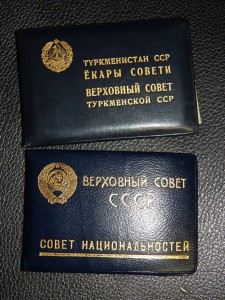 ТУРКМЕНИСТАН ССР
ЁКАРЫ СОВЕТИ
ВЕРХОВНЫЙ СОВЕТ
ТУРКМЕНСКОЙ ССР
ВЕРХОВНЫЙ СОВЕТ
СССР
СОВЕТ НАЦИОНАЛЬНОСТЕЙ